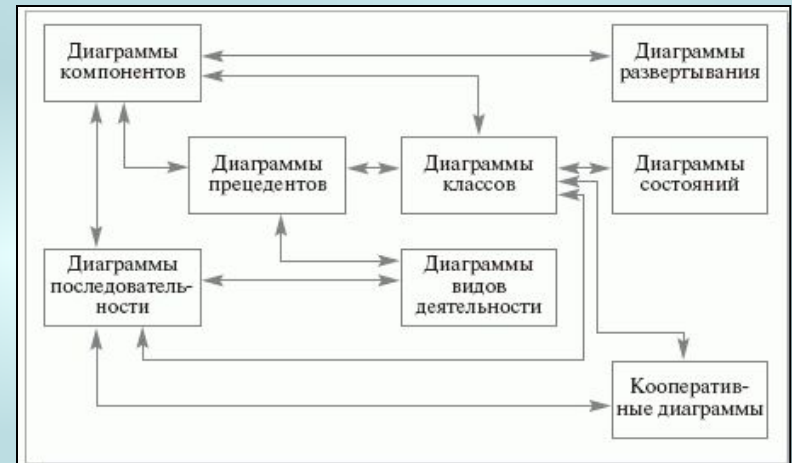 Диаграммы
компонентов
Диаграммы
развертывания
Диаграммы
прецедентов
Диаграммы
классов
Диаграммы
состояний
Диаграммы
последователь-
ности
Диаграммы
видов
деятельности
Кооператив-
ные диаграммы